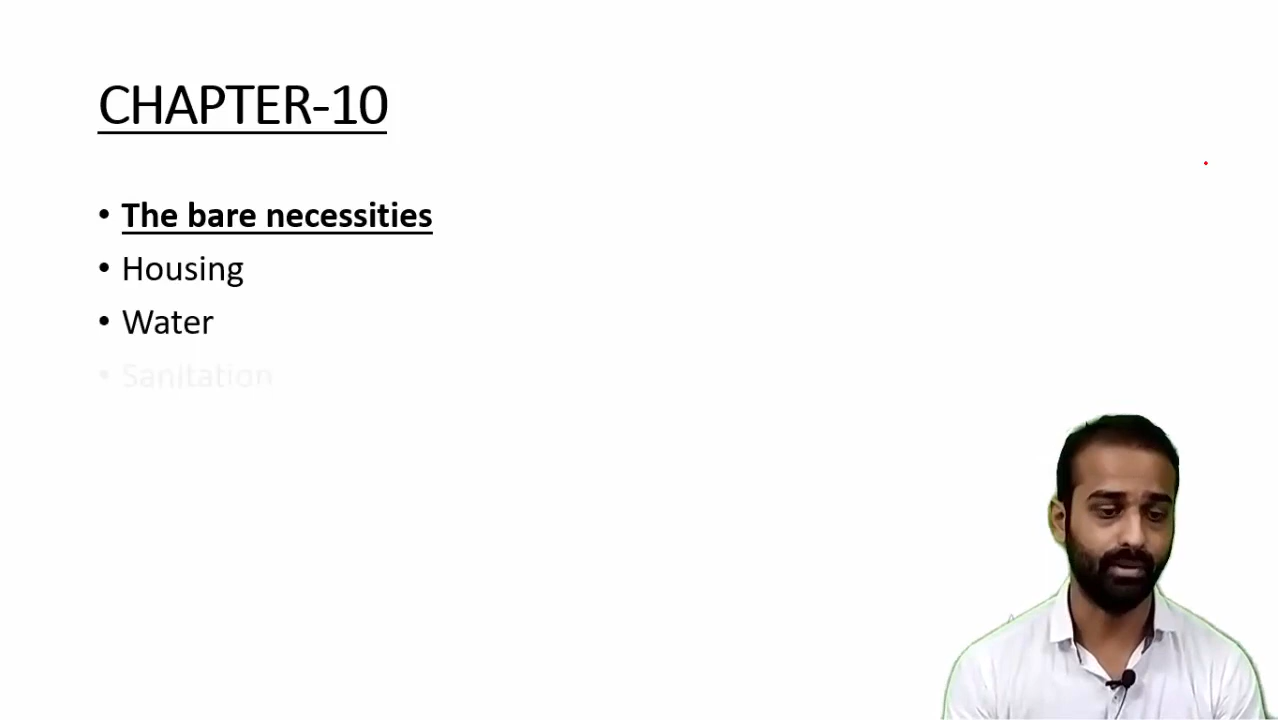 CHAPTER-10
• The bare necessities
• Housing
• Water
• Sanitation